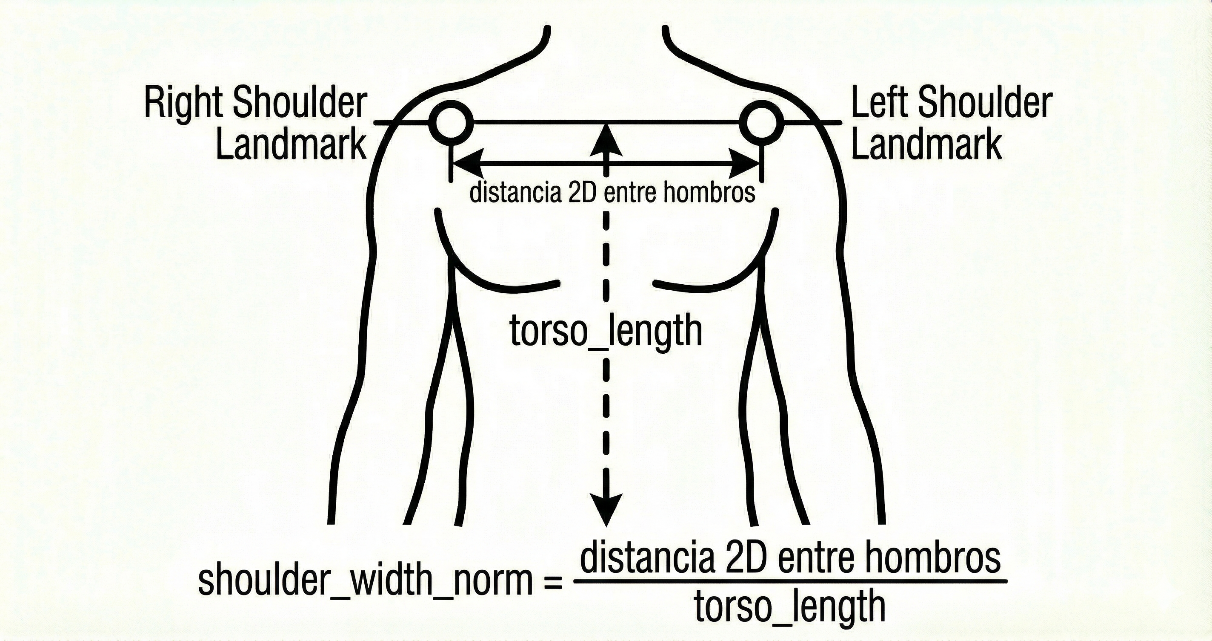 Right Shoulder
Landmark
Left Shoulder
Landmark
distancia 2D entre hombros
torso_length
shoulder_width_norm = distancia 2D entre hombros
torso_length